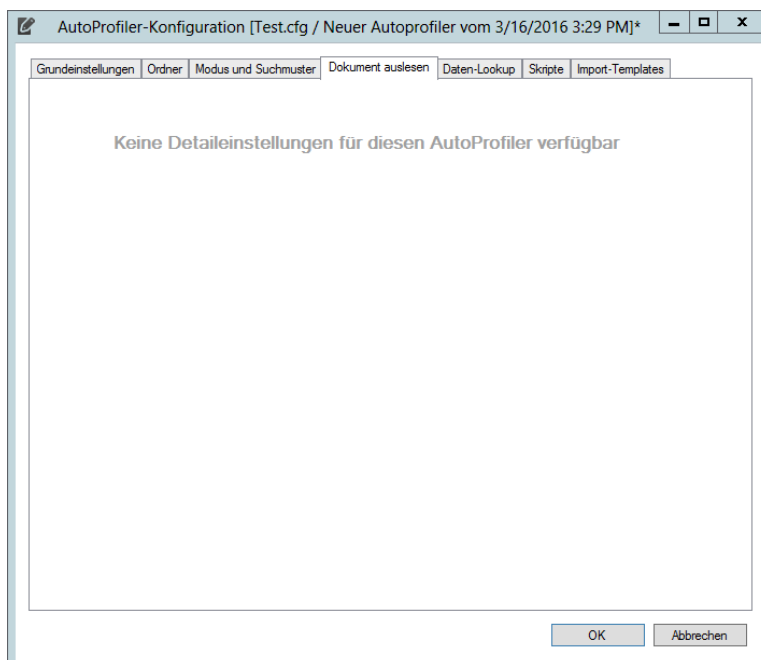 AutoProfiler-Konfiguration [Test.cfg / Neuer Autoprofiler vom 3/16/2016 3:29 PM]*
Grundeinstellungen Ordner Modus und Suchmuster Dokument auslesen Daten-Lookup Skripte Import-Templates
Keine Detaileinstellungen für diesen AutoProfiler verfügbar
OK Abbrechen